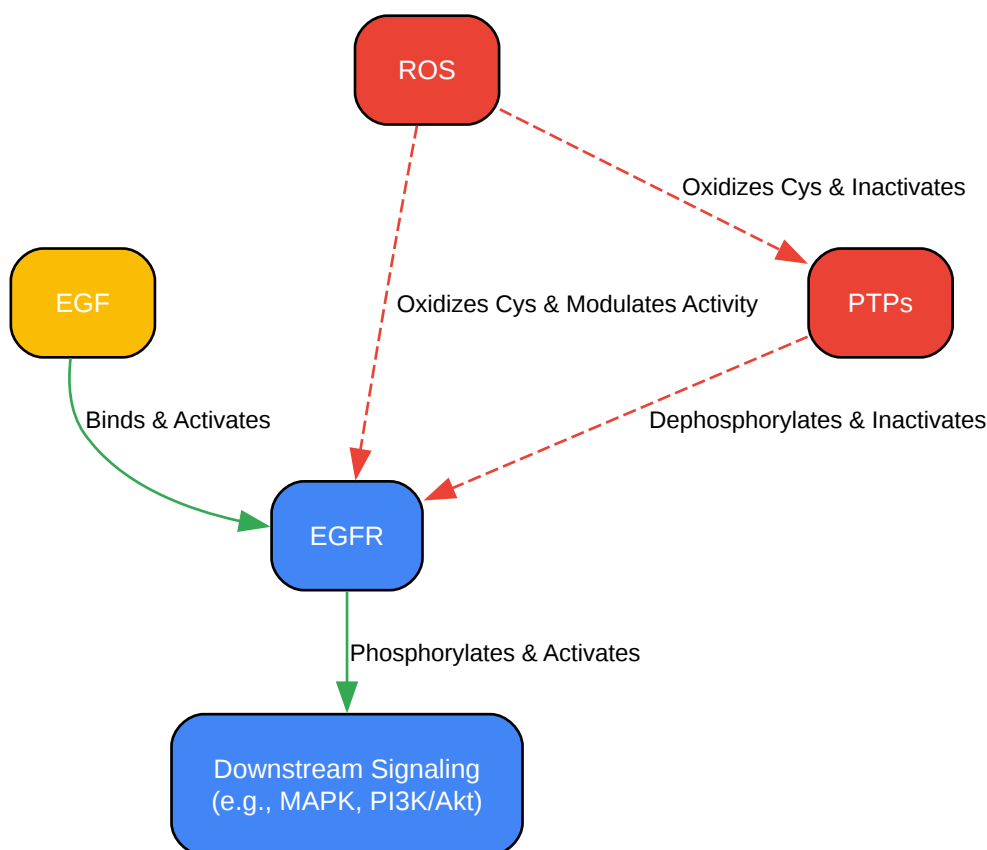 ROS
Oxidizes Cys & Inactivates
EGF
Oxidizes Cys & Modulates Activity
PTPs
Binds & Activates
Dephosphorylates & Inactivates
EGFR
Phosphorylates & Activates
Downstream Signaling
(e.g., MAPK, PI3K/Akt)